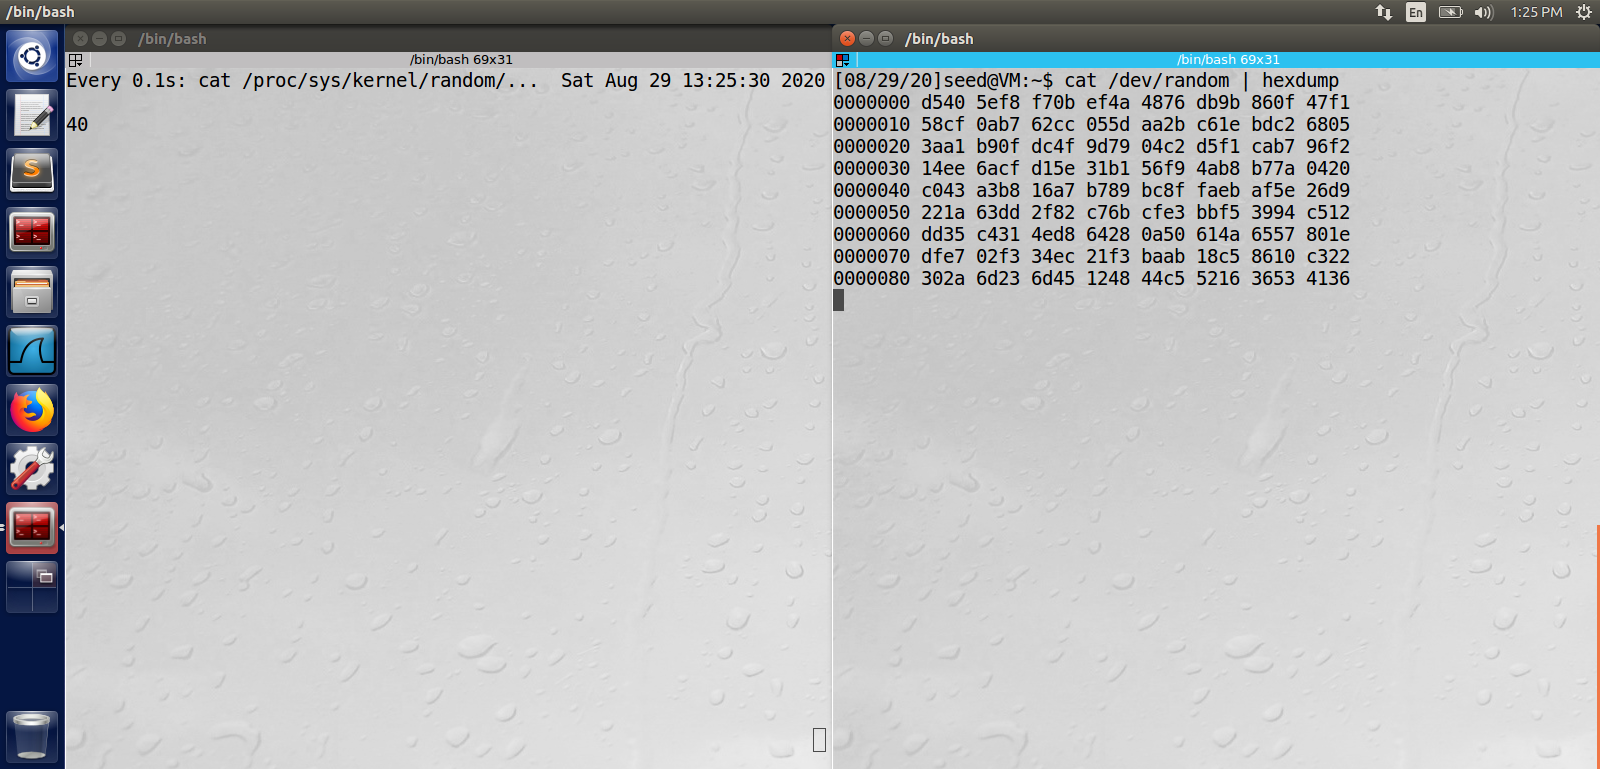 /bin/bash
En
1:25 PM
/bin/bash
/bin/bash 69x31
Every 0.1s: cat /proc/sys/kernel/random/...  Sat Aug 29 13:25:30 2020
40
/bin/bash
/bin/bash 69x31
[08/29/20]seed@VM:~$ cat /dev/random | hexdump
0000000 d540 5ef8 f70b ef4a 4876 db9b 860f 47f1
0000010 58cf 0ab7 62cc 055d aa2b c61e bdc2 6805
0000020 3aa1 b90f dc4f 9d79 04c2 d5f1 cab7 96f2
0000030 14ee 6acf d15e 31b1 56f9 4ab8 b77a 0420
0000040 c043 a3b8 16a7 b789 bc8f faeb af5e 26d9
0000050 221a 63dd 2f82 c76b cfe3 bbf5 3994 c512
0000060 dd35 c431 4ed8 6428 0a50 614a 6557 801e
0000070 dfe7 02f3 34ec 21f3 baab 18c5 8610 c322
0000080 302a 6d23 6d45 1248 44c5 5216 3653 4136